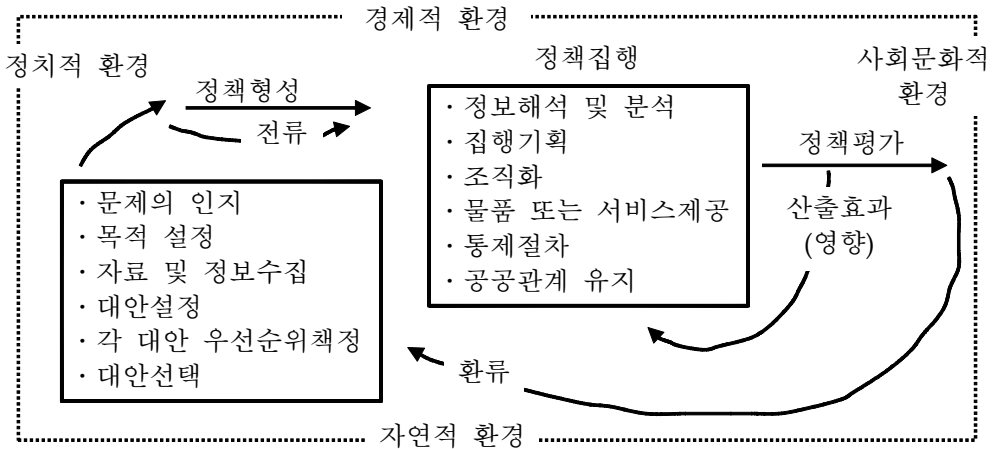 경제적 환경
정치적 환경
정책집행
사회문화적
환경
정책형성
전류
· 정보해석 및 분석
· 집행기획
· 조직화
· 물품 또는 서비스제공
· 통제절차
· 공공관계 유지
정책평가
산출효과
(영향)
· 문제의 인지
· 목적 설정
· 자료 및 정보수집
· 대안설정
· 각 대안 우선순위책정
· 대안선택
환류
자연적 환경